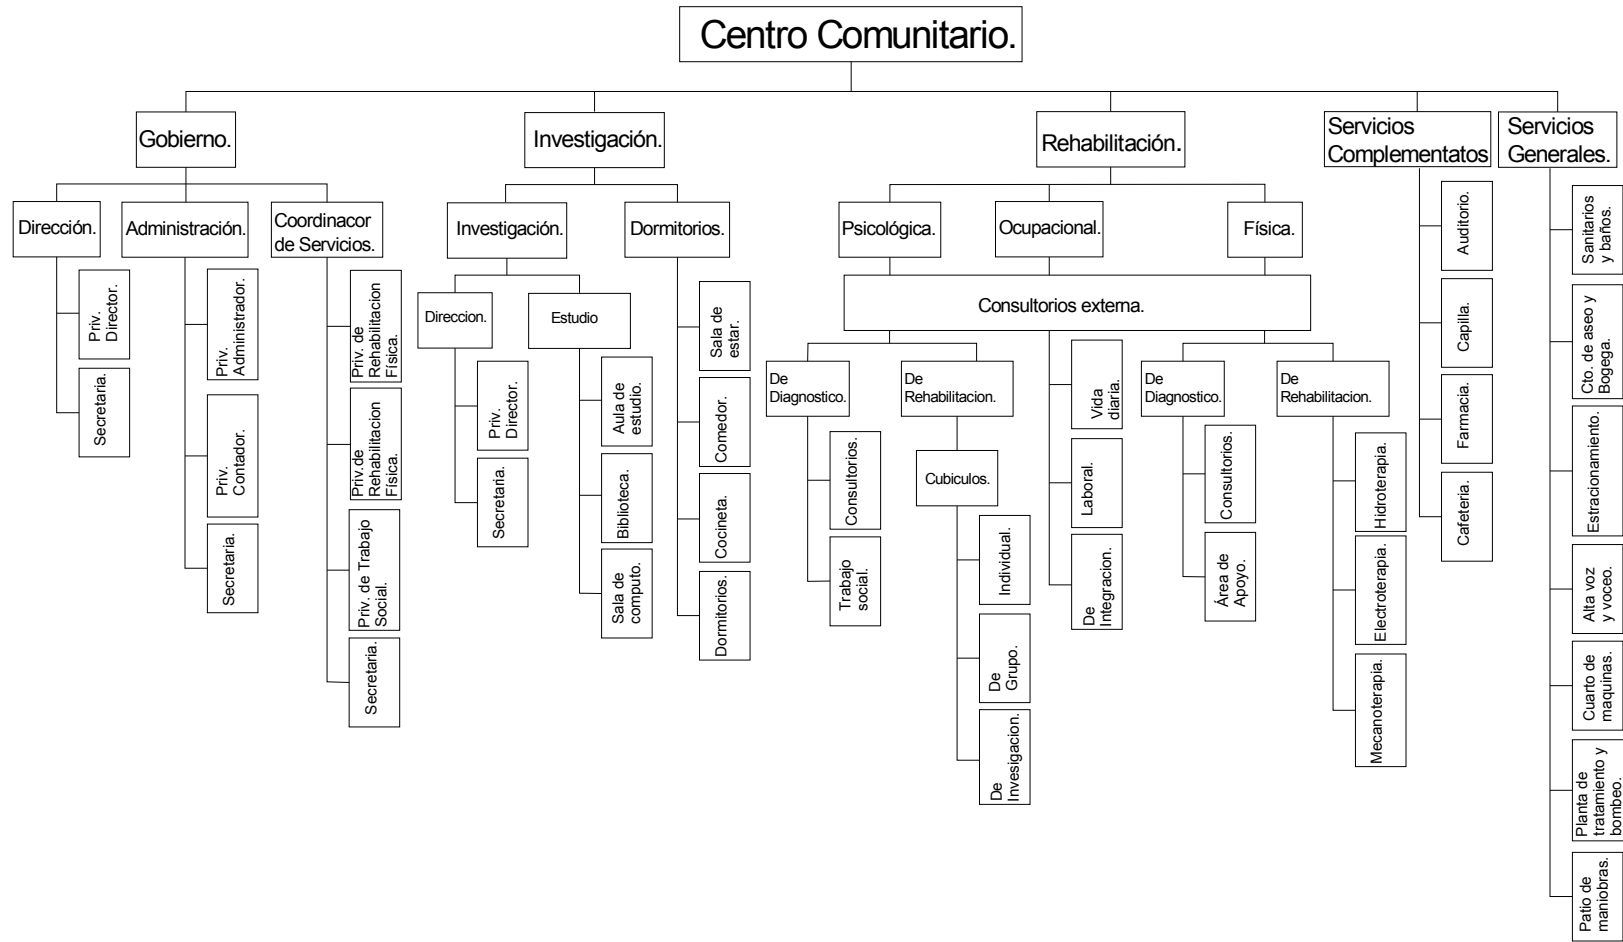 Centro Comunitario.
Gobierno.
Investigación.
Rehabilitación.
Servicios
Complementatos
Servicios
Generales.
Dirección.
Administración.
Coordinacor
de Servicios.
Investigación.
Dormitorios.
Psicológica.
Ocupacional.
Física.
Consultorios externa.
Priv.
Director.
Secretaria.
Priv.
Administrador.
Priv.
Contador.
Secretaria.
Priv. de
Rehabilitacion
Física.
Priv.de
Rehabilitacion
Física.
Priv. de Trabajo
Social.
Secretaria.
Direccion.
Estudio
Priv.
Director.
Secretaria.
Aula de
estudio.
Biblioteca.
Sala de
computo.
Sala de
estar.
Comedor.
Cocineta.
Dormitorios.
De
Diagnostico.
De
Rehabilitacion.
Consultorios.
Trabajo
social.
Cubiculos.
Individual.
De
Grupo.
De
Invesigacion.
Vida
diaria.
Laboral.
De
Integracion.
De
Diagnostico.
De
Rehabilitacion.
Consultorios.
Área de
Apoyo.
Hidroterapia.
Electroterapia.
Mecanoterapia.
Auditorio.
Capilla.
Farmacia.
Cafeteria.
Sanitarios
y baños.
Cto. de aseo y
Bogega.
Estracionamiento.
Alta voz
y voceo.
Cuarto de
maquinas.
Planta de
tratamiento y
bombeo.
Patio de
maniobras.